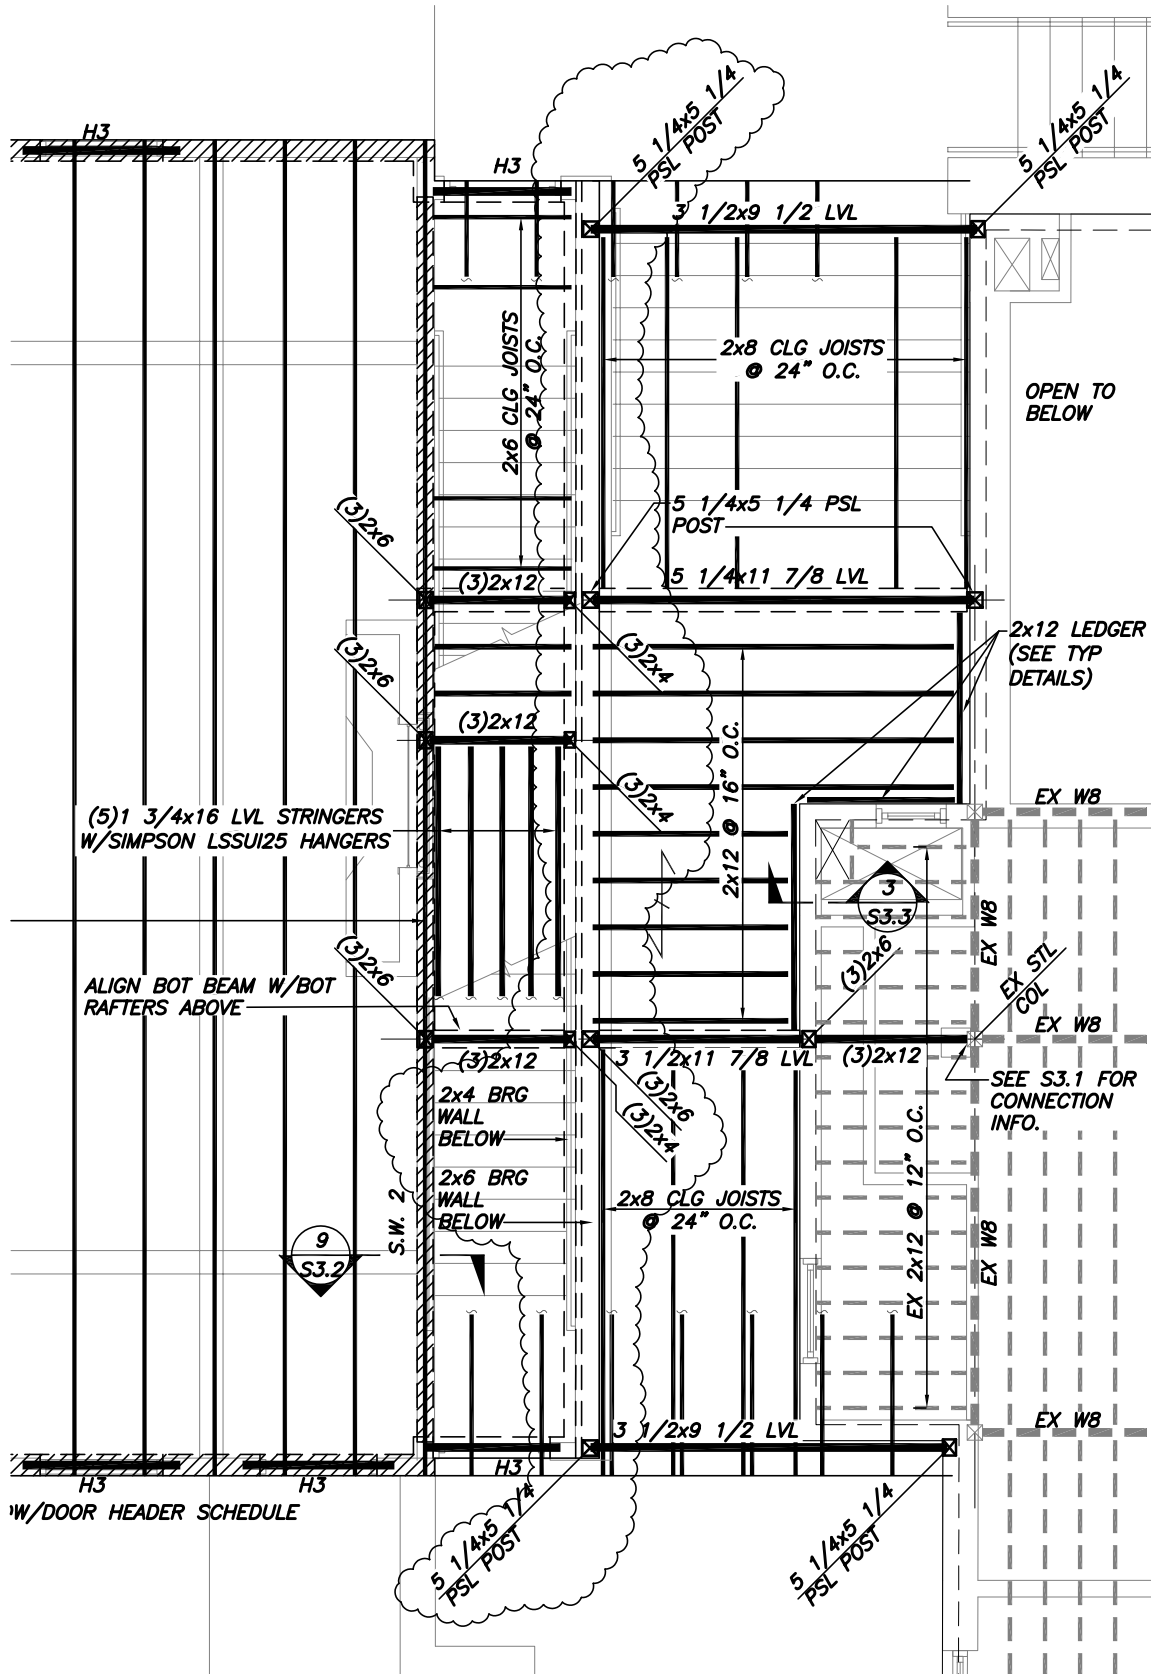 H3
H3
5 1/4x5 1/4
PSL POST
5 1/4x5 1/4
PSL POST
3 1/2x9 1/2 LVL
2x6 CLG JOISTS
@ 24" O.C.
2x8 CLG JOISTS
@ 24" O.C.
OPEN TO
BELOW
(3)2x6
5 1/4x5 1/4 PSL
POST
(3)2x12
5 1/4x11 7/8 LVL
(3)2x6
(3)2x4
2x12 LEDGER
(SEE TYP
DETAILS)
(3)2x12
2x12 @ 16" O.C.
(3)2x4
EX W8
(5)1 3/4x16 LVL STRINGERS
W/SIMPSON LSSUI25 HANGERS
3
S3.3
EX W8
(3)2x6
(3)2x6
EX STL
COL
ALIGN BOT BEAM W/BOT
RAFTERS ABOVE
EX W8
(3)2x12
3 1/2x11 7/8 LVL
(3)2x12
(3)2x6
(3)2x4
SEE S3.1 FOR
CONNECTION
INFO.
2x4 BRG
WALL
BELOW
2x6 BRG
WALL
BELOW
2x8 CLG JOISTS
@ 24" O.C.
EX 2x12 @ 12" O.C.
S.W. 2
9
S3.2
EX W8
EX W8
3 1/2x9 1/2 LVL
H3
H3
H3
W/DOOR HEADER SCHEDULE
5 1/4x5 1/4
PSL POST
5 1/4x5 1/4
PSL POST